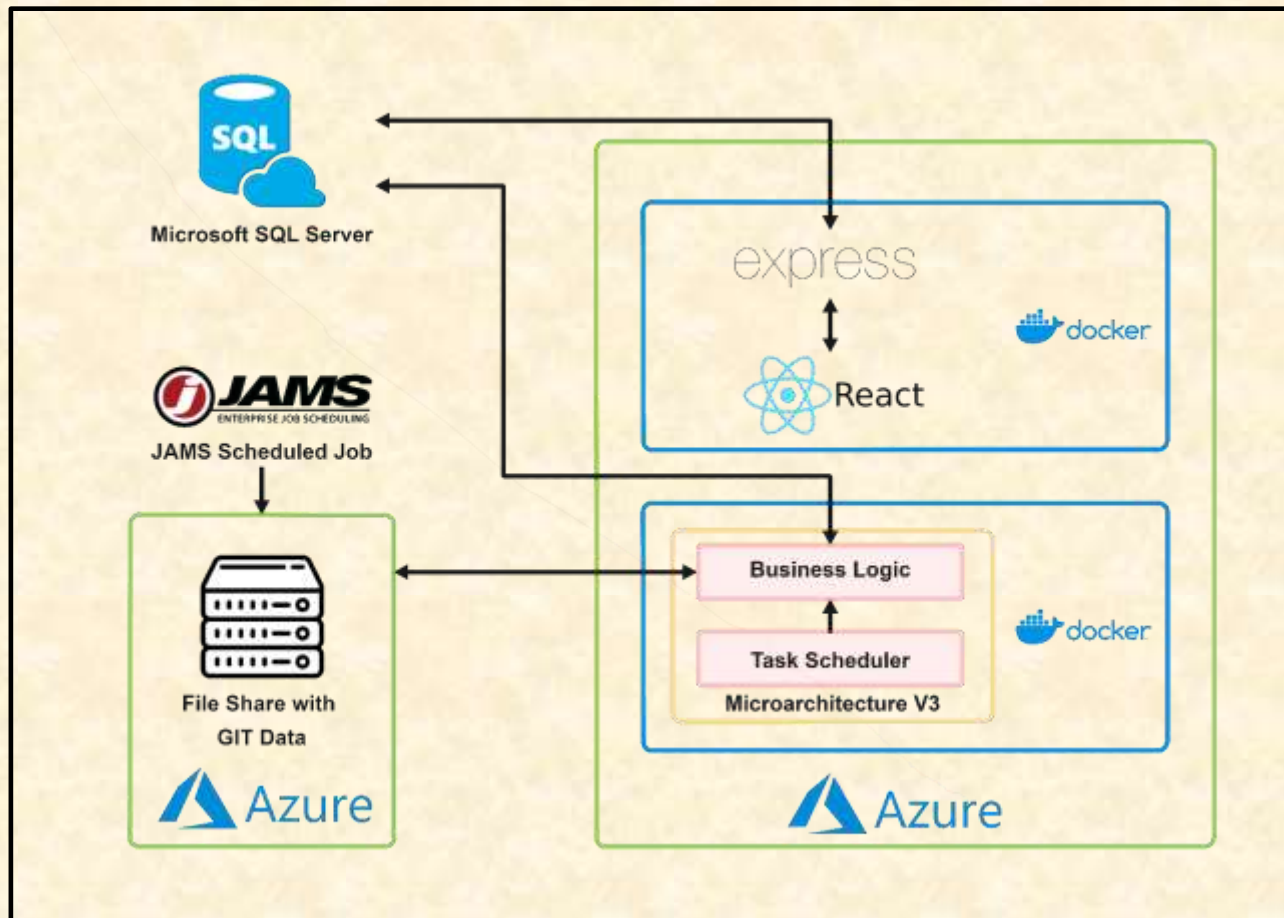 SQL
Microsoft SQL Server
express
docker
React
JAMS
ENTERPRISE JOB SCHEDULING
JAMS Scheduled Job
Business Logic
Task Scheduler
Microarchitecture V3
docker
File Share with
GIT Data
Azure
Azure